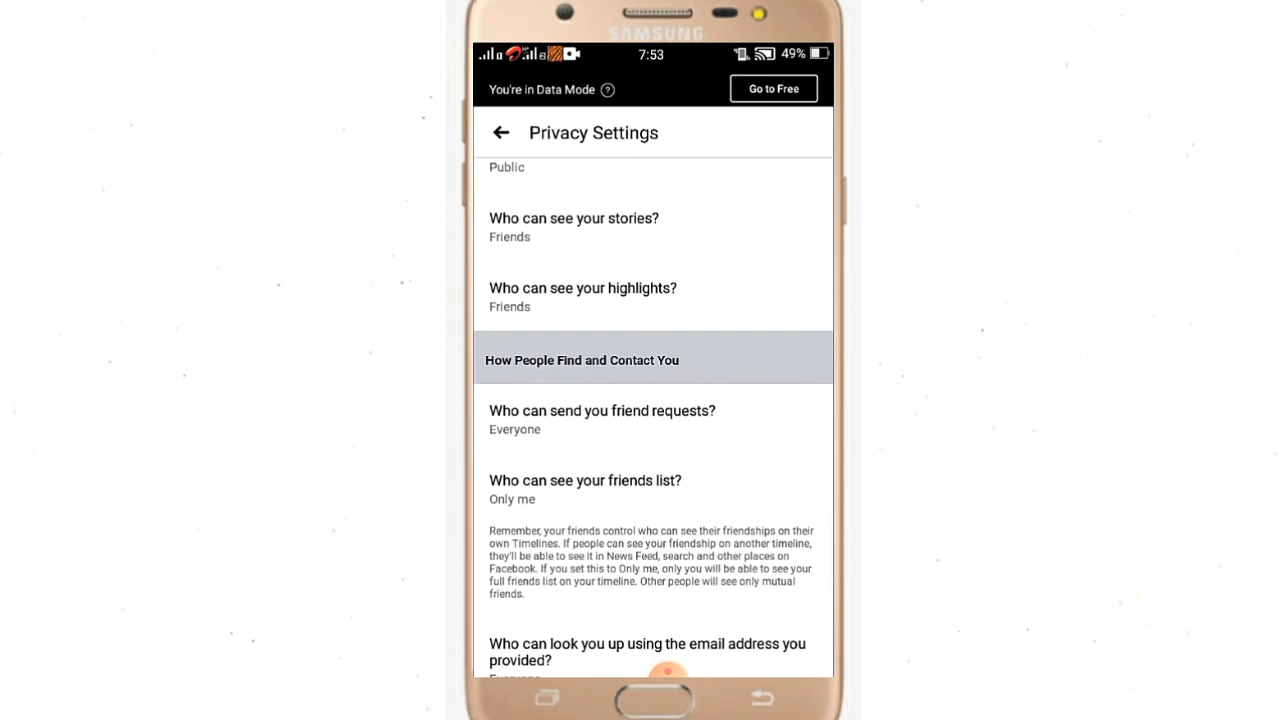 SAMSUNG
7:53
49%
You're in Data Mode ?
Go to Free
Privacy Settings
Public
Who can see your stories?
Friends
Who can see your highlights?
Friends
How People Find and Contact You
Who can send you friend requests?
Everyone
Who can see your friends list?
Only me
Remember, your friends control who can see their friendships on their
own Timelines. If people can see your friendship on another timeline,
they'll be able to see it in News Feed, search and other places on
Facebook. If you set this to Only me, only you will be able to see your
full friends list on your timeline. Other people will see only mutual
friends.
Who can look you up using the email address you
provided?